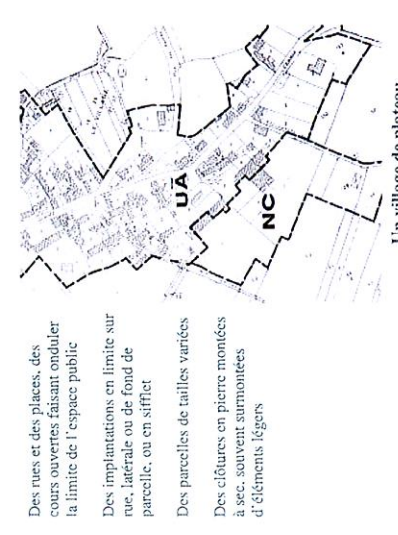 Des rues et des places, des
cours ouvertes faisant onduler
la limite de l'espace public
Des implantations en limite sur
rue, latérale ou de fond de
parcelle, ou en sifflet
Des parcelles de tailles variées
Des clôtures en pierre montées
à sec, souvent surmontées
d'éléments légers
UA
NC
Un village de plateau